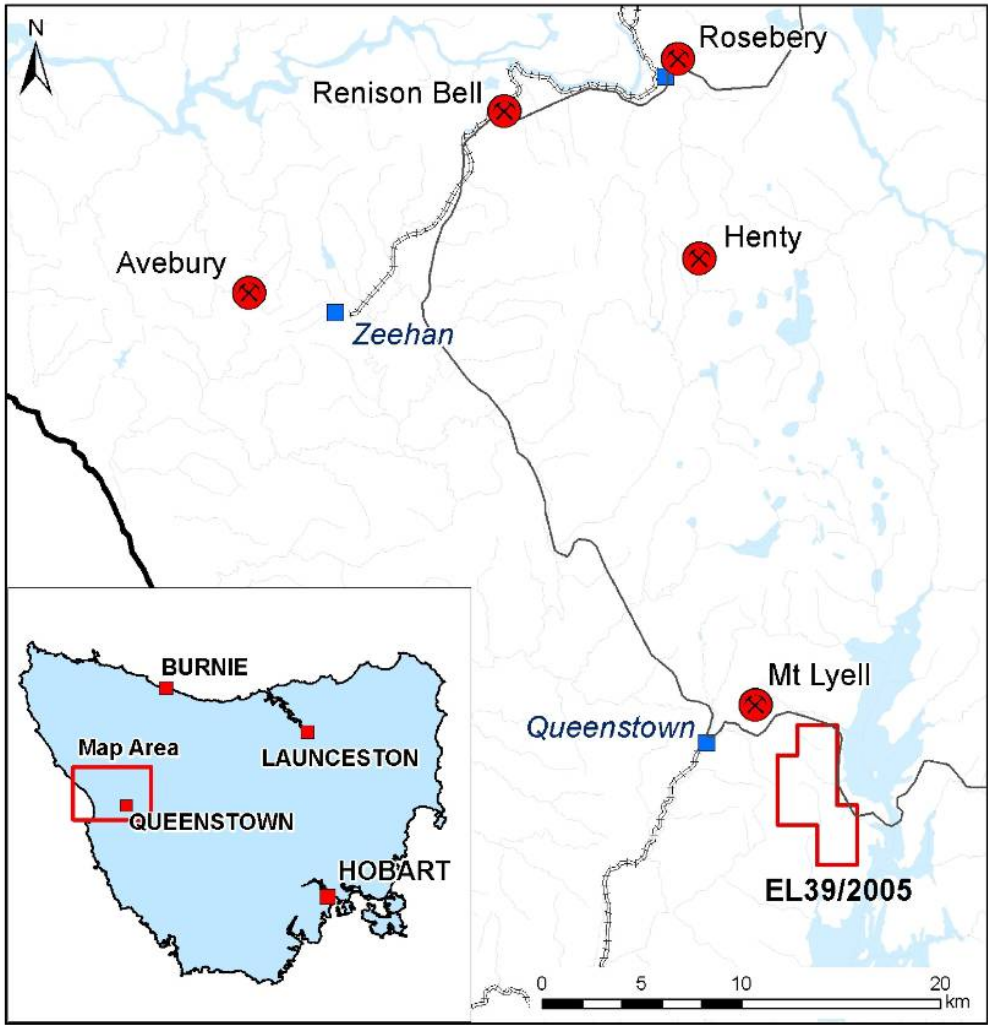 N
Rosebery
Renison Bell
Henty
Avebury
Zeehan
Mt Lyell
Queenstown
EL39/2005
BURNIE
LAUNCESTON
Map Area
QUEENSTOWN
HOBART
0 5 10 20
km